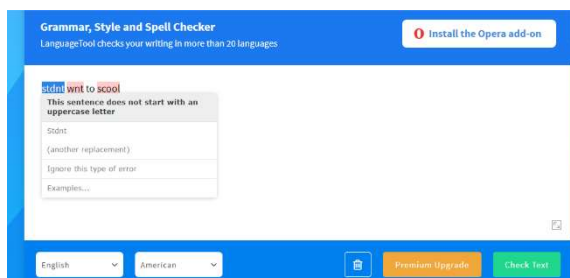 Grammar, Style and Spell Checker
LanguageTool checks your writing in more than 20 languages
Install the Opera add-on
stdnt wnt to scool
This sentence does not start with an
uppercase letter
Stdnt
(another replacement)
Ignore this type of error
Examples...
English
American
Premium Upgrade
Check Text